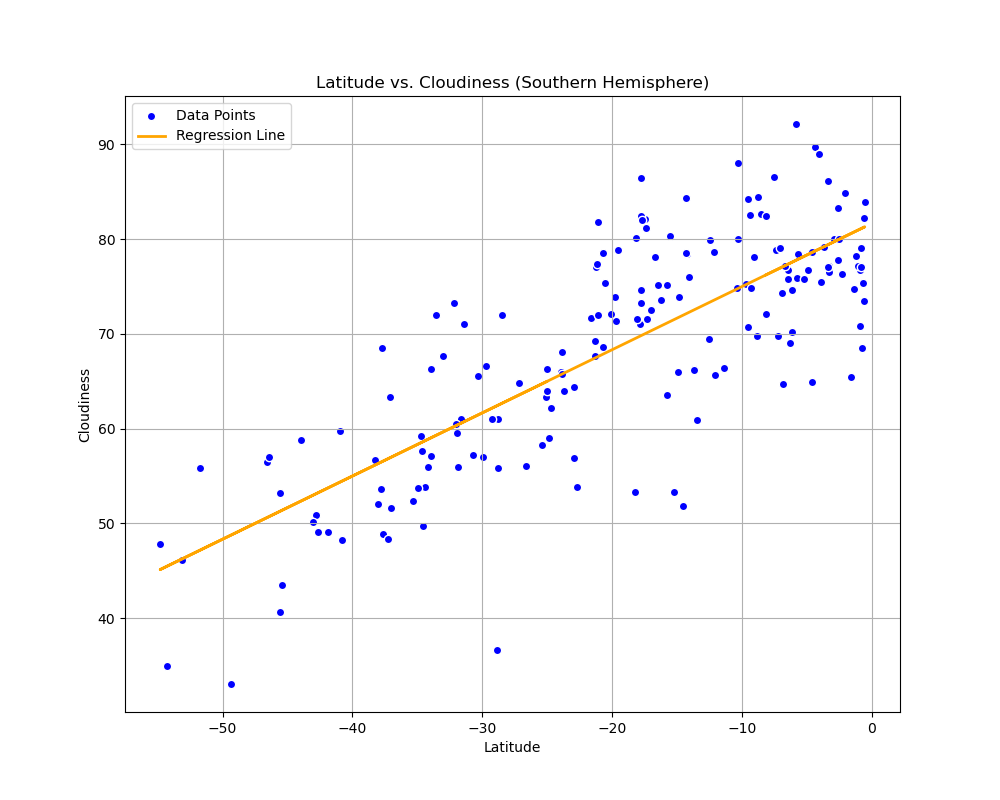 Latitude vs. Cloudiness (Southern Hemisphere)
Data Points
Regression Line
90
80
70
60
50
40
Cloudiness
−50
−40
−30
−20
−10
0
Latitude